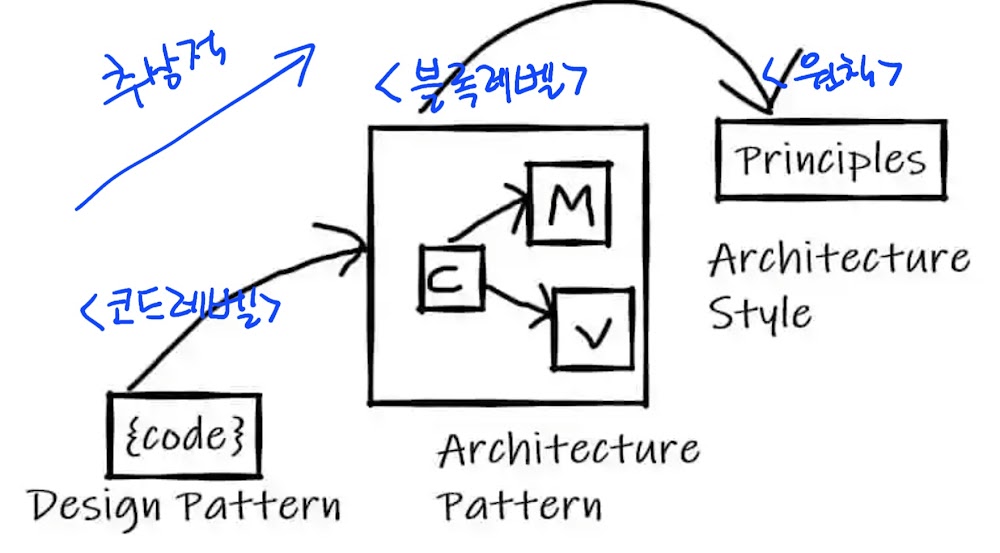 추상적
<블록레벨>
<원칙>
Principles
M
C
V
Architecture
Style
<코드레벨>
{code}
Design Pattern
Architecture
Pattern